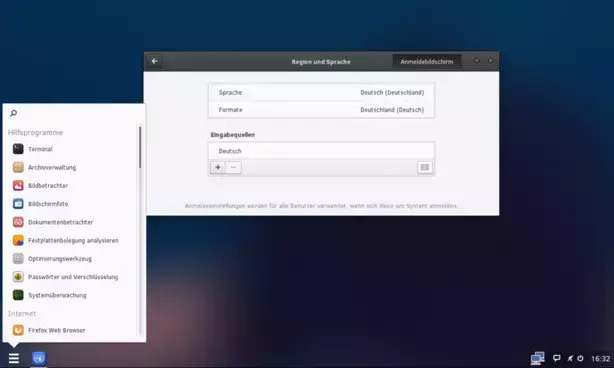 Region und Sprache
Anmeldebildschirm
Sprache Deutsch (Deutschland)
Formate Deutschland (Deutsch)
Eingabequellen
Deutsch
Anmeldeeinstellungen werden für alle Benutzer verwendet, wenn sich diese am System anmelden.
Hilfsprogramme
Terminal
Archivverwaltung
Bildbetrachter
Bildschirmfoto
Dokumentenbetrachter
Festplattenbelegung analysieren
Optimierungswerkzeug
Passwörter und Verschlüsselung
Systemüberwachung
Internet
Firefox Web Browser
16:32